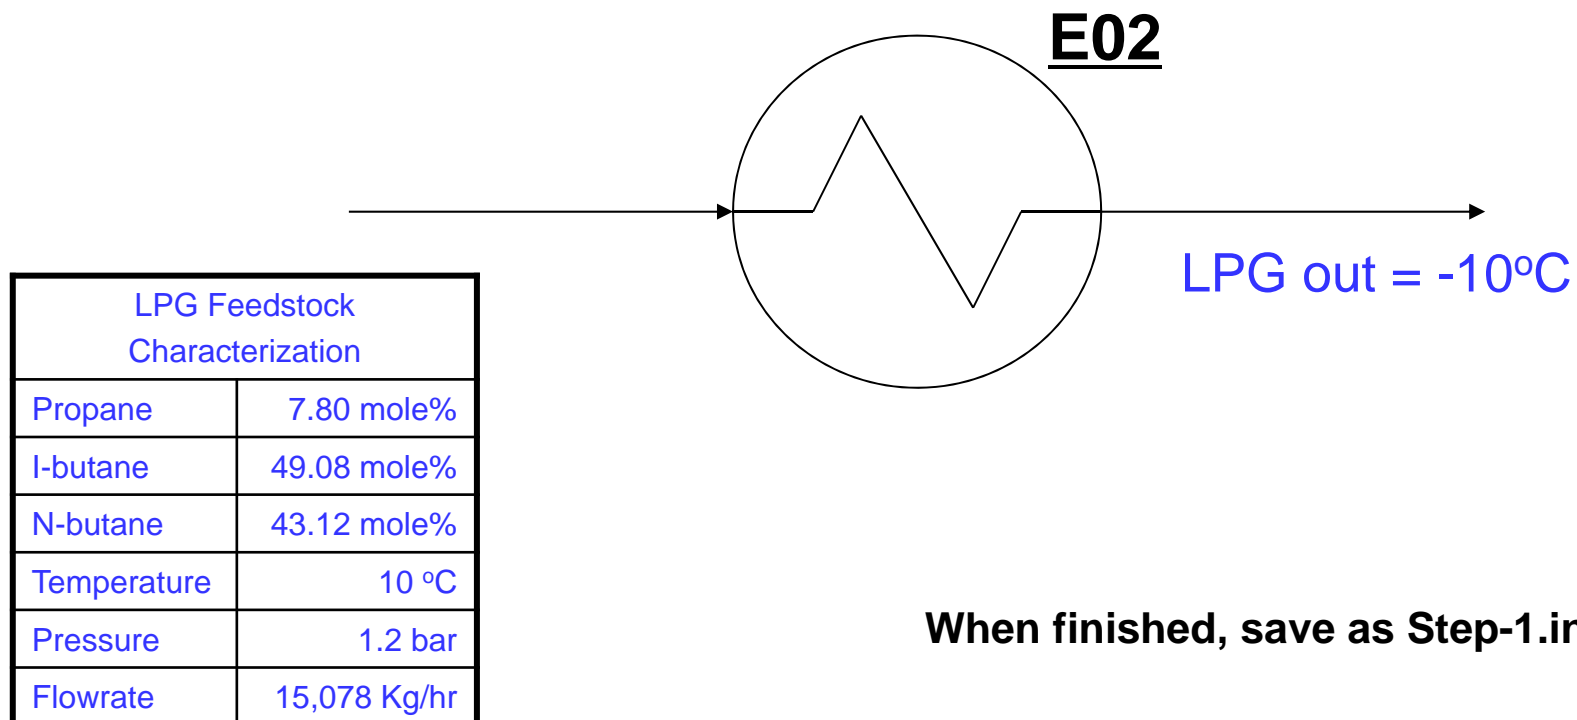 E02
LPG out = -10ºC
LPG Feedstock
Characterization
Propane 7.80 mole%
I-butane 49.08 mole%
N-butane 43.12 mole%
Temperature 10 ºC
Pressure 1.2 bar
Flowrate 15,078 Kg/hr
When finished, save as Step-1.in